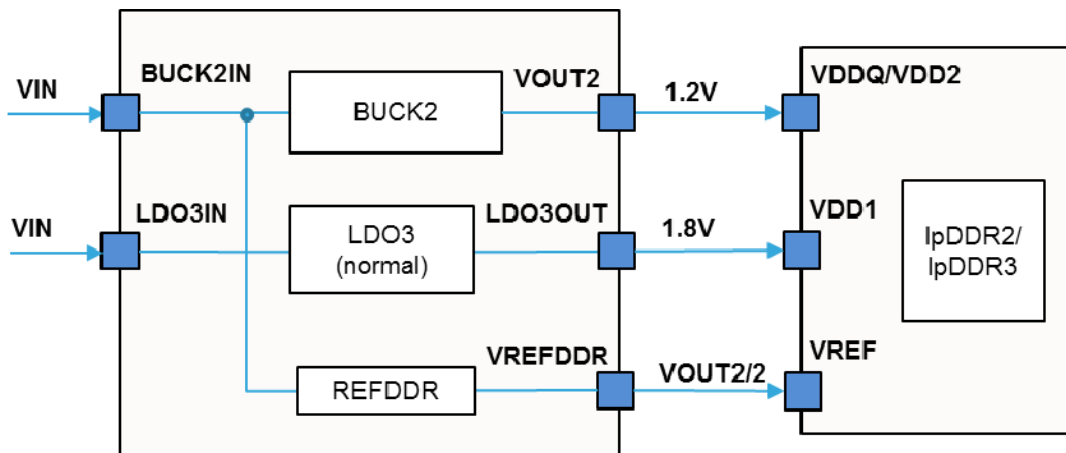 BUCK2IN
VIN
BUCK2
VOUT2
1.2V
VDDQ/VDD2
LDO3IN
VIN
LDO3
(normal)
LDO3OUT
1.8V
VDD1
lpDDR2/
lpDDR3
VREFDDR
REFDDR
VOUT2/2
VREF